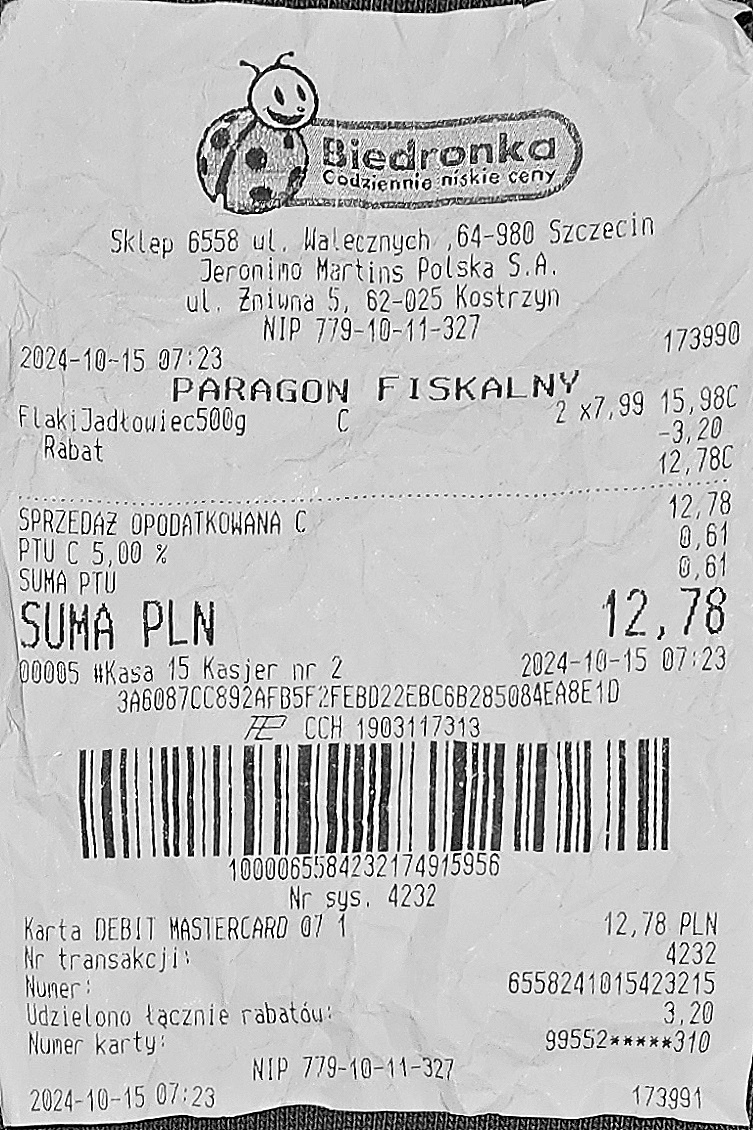 Biedronka
Codziennie niskie ceny
Sklep 6558 ul. Walecznych ,64-980 Szczecin
Jeronimo Martins Polska S.A.
ul. Żniwna 5, 62-025 Kostrzyn
NIP 779-10-11-327
2024-10-15 07:23 173990
PARAGON FISKALNY
FlakiJadłowiec500g C 2 x7,99 15,98C
Rabat -3,20
12,78C
SPRZEDAŻ OPODATKOWANA C 12,78
PTU C 5,00 % 0,61
SUMA PTU 0,61
SUMA PLN 12,78
00005 #Kasa 15 Kasjer nr 2 2024-10-15 07:23
3A6087CC892AFB5F2FEBD22EBC6B285084EA8E1D
CCH 1903117313
1000065584232174915956
Nr sys. 4232
Karta DEBIT MASTERCARD 07 1 12,78 PLN
Nr transakcji: 4232
Numer: 6558241015423215
Udzielono łącznie rabatów: 3,20
Numer karty: 99552*****310
NIP 779-10-11-327
2024-10-15 07:23 173991